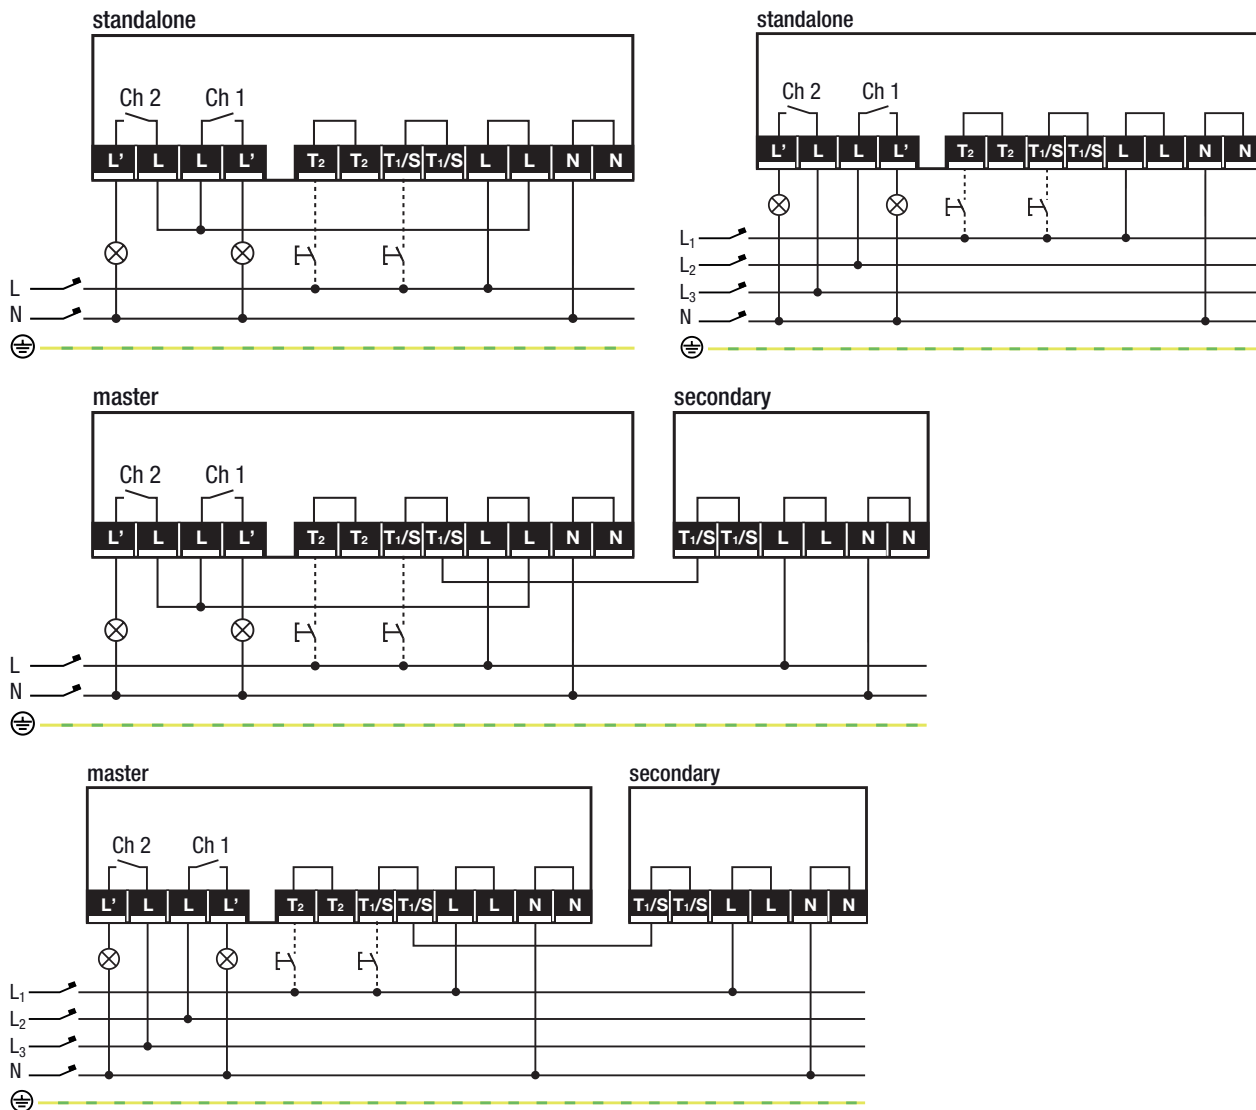 standalone
Ch 2 Ch 1
L' L L L' T2 T2 T1/S T1/S L L N N
L
N
standalone
Ch 2 Ch 1
L' L L L' T2 T2 T1/S T1/S L L N N
L1
L2
L3
N
master
Ch 2 Ch 1
L' L L L' T2 T2 T1/S T1/S L L N N
secondary
T1/S T1/S L L N N
L
N
master
Ch 2 Ch 1
L' L L L' T2 T2 T1/S T1/S L L N N
secondary
T1/S T1/S L L N N
L1
L2
L3
N